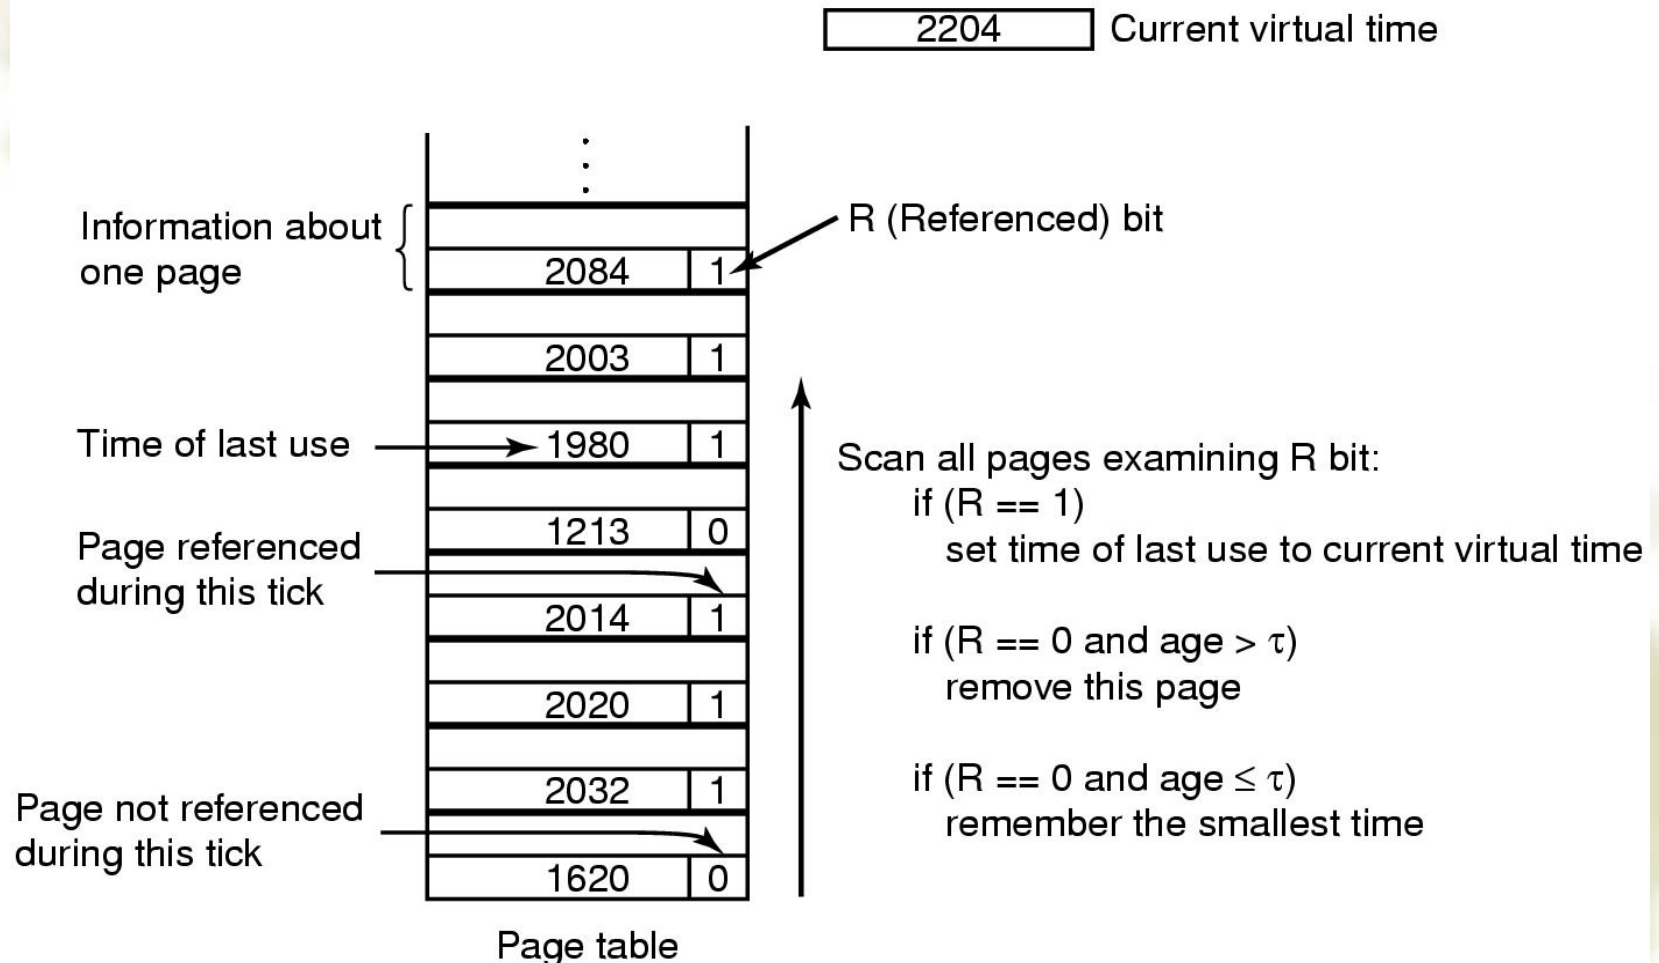 2204 Current virtual time
Information about
one page
R (Referenced) bit
2084 1
2003 1
Time of last use
1980 1
1213 0
Page referenced
during this tick
2014 1
2020 1
2032 1
Page not referenced
during this tick
1620 0
Page table
Scan all pages examining R bit:
if (R == 1)
set time of last use to current virtual time
if (R == 0 and age > τ)
remove this page
if (R == 0 and age ≤ τ)
remember the smallest time